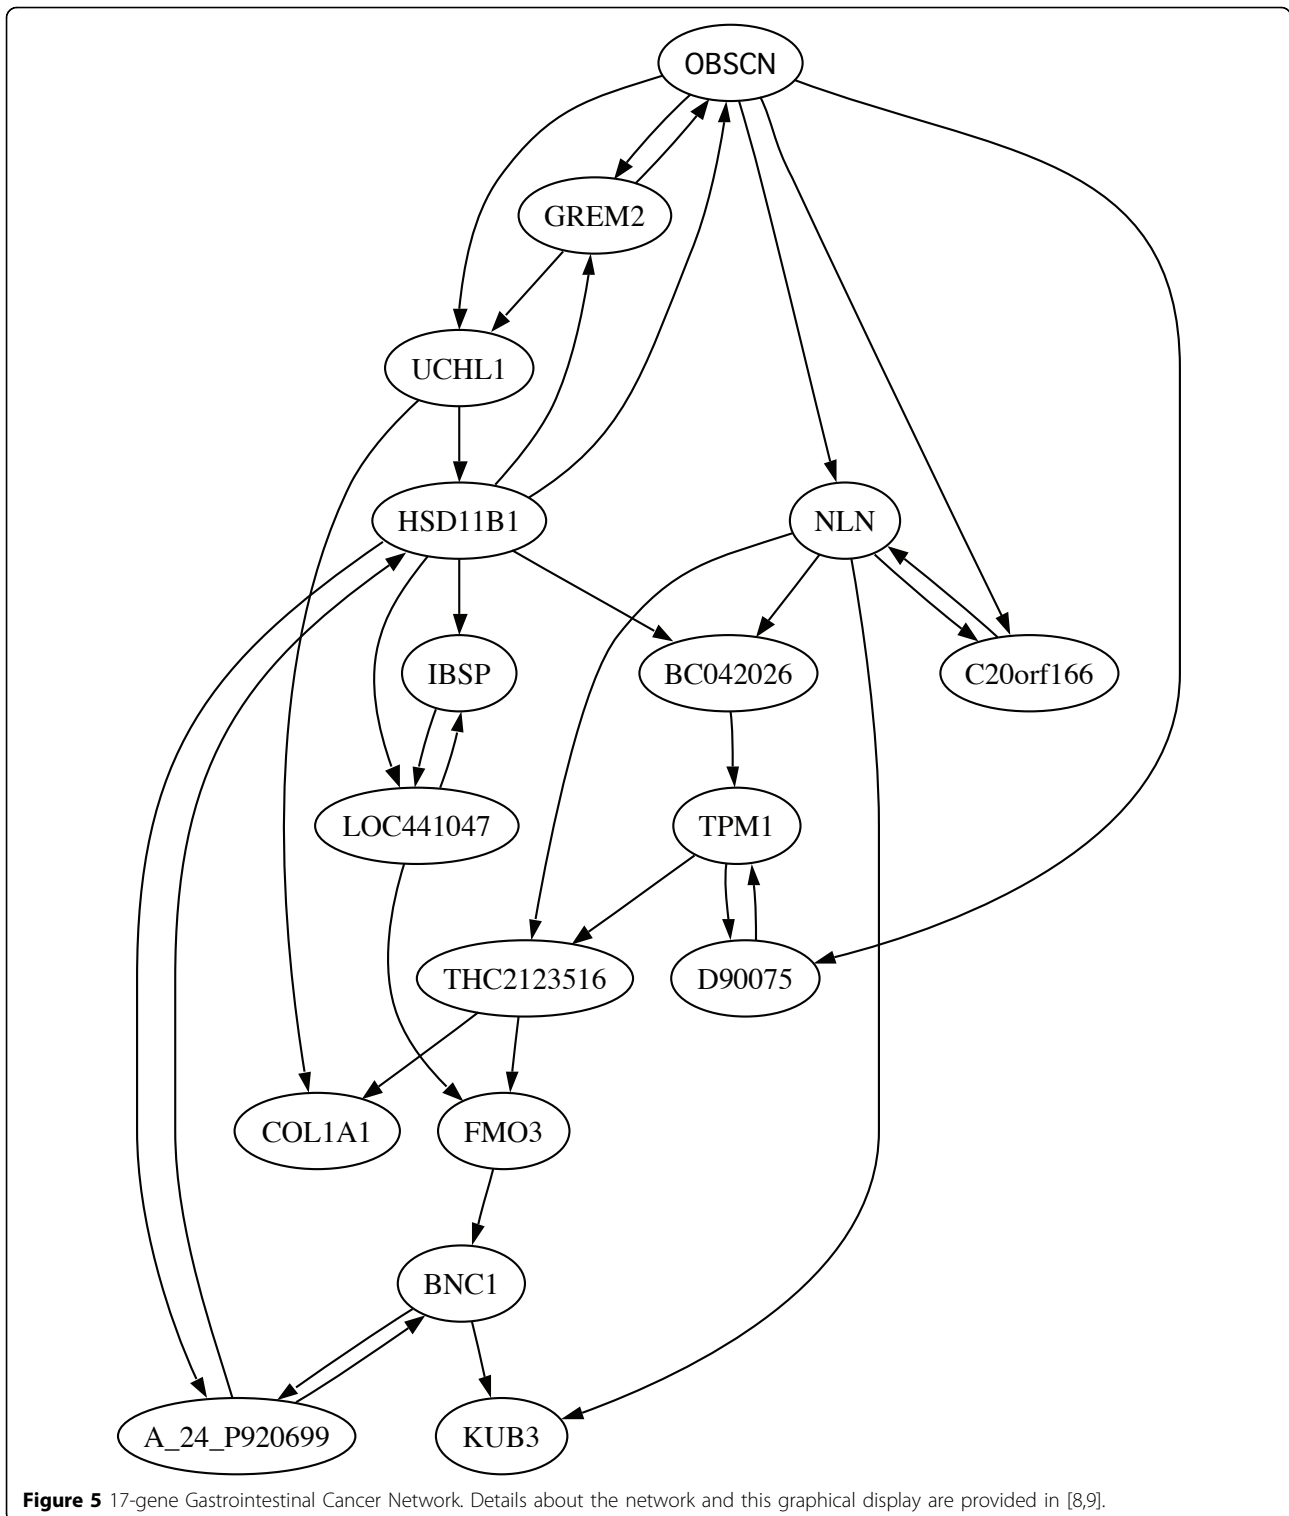 OBSCN
GREM2
UCHL1
HSD11B1
NLN
IBSP
BC042026
C20orf166
LOC441047
TPM1
THC2123516
D90075
COL1A1
FMO3
BNC1
A_24_P920699
KUB3
Figure 5 17-gene Gastrointestinal Cancer Network. Details about the network and this graphical display are provided in [8,9].